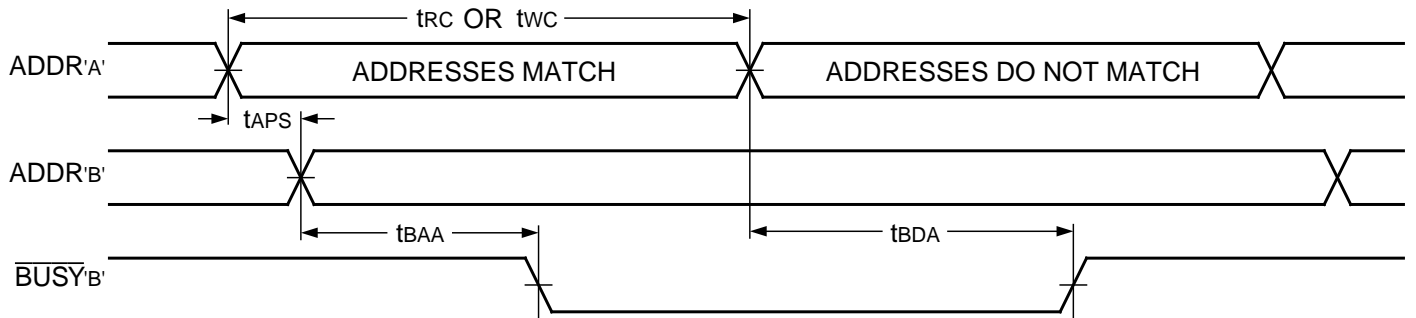 tRC OR tWC
ADDR'A'
ADDRESSES MATCH
ADDRESSES DO NOT MATCH
tAPS
ADDR'B'
tBAA
tBDA
BUSY'B'